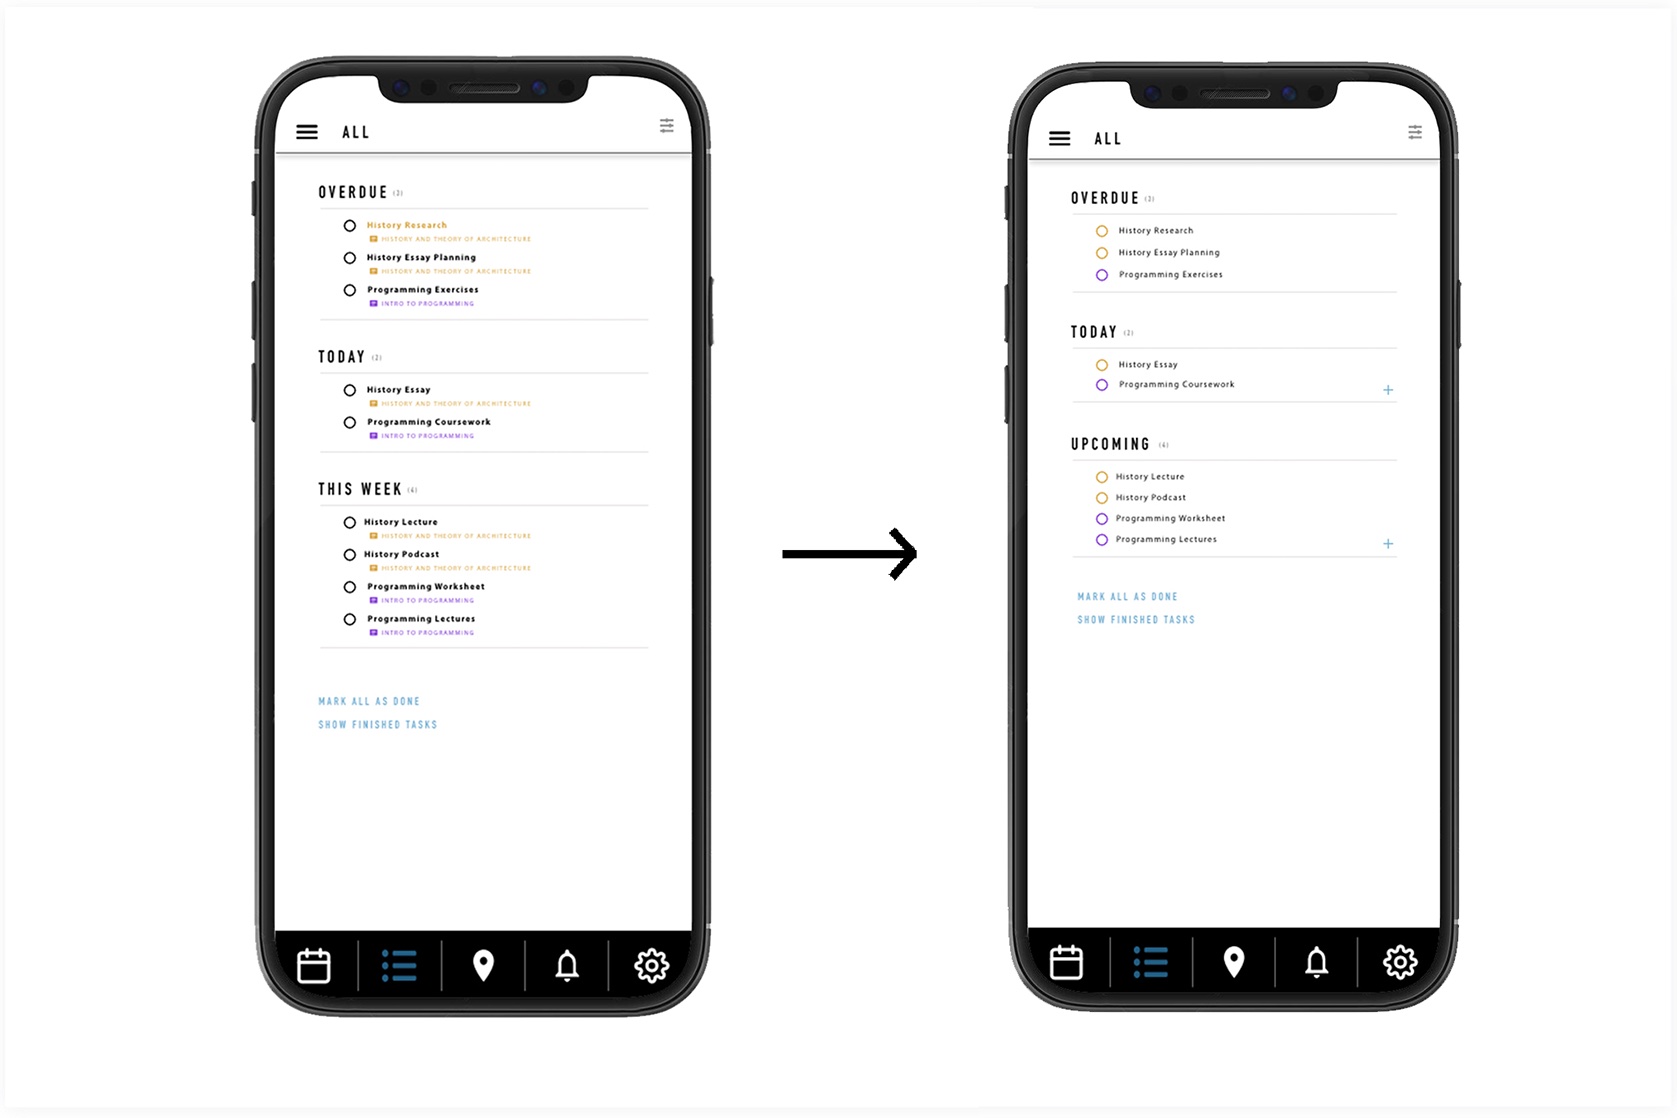 ALL
OVERDUE (3)
History Research
HISTORY AND THEORY OF ARCHITECTURE
History Essay Planning
HISTORY AND THEORY OF ARCHITECTURE
Programming Exercises
INTRO TO PROGRAMMING
TODAY (2)
History Essay
HISTORY AND THEORY OF ARCHITECTURE
Programming Coursework
INTRO TO PROGRAMMING
THIS WEEK (4)
History Lecture
HISTORY AND THEORY OF ARCHITECTURE
History Podcast
HISTORY AND THEORY OF ARCHITECTURE
Programming Worksheet
INTRO TO PROGRAMMING
Programming Lectures
INTRO TO PROGRAMMING
MARK ALL AS DONE
SHOW FINISHED TASKS
ALL
OVERDUE (3)
History Research
History Essay Planning
Programming Exercises
TODAY (2)
History Essay
Programming Coursework
UPCOMING (4)
History Lecture
History Podcast
Programming Worksheet
Programming Lectures
MARK ALL AS DONE
SHOW FINISHED TASKS